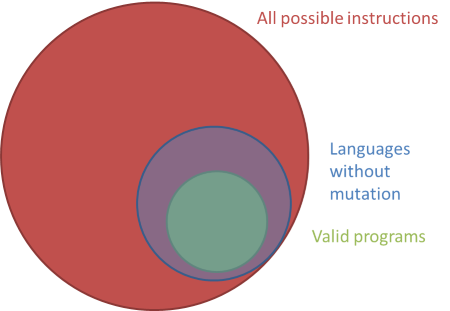 All possible instructions
Languages
without
mutation
Valid programs